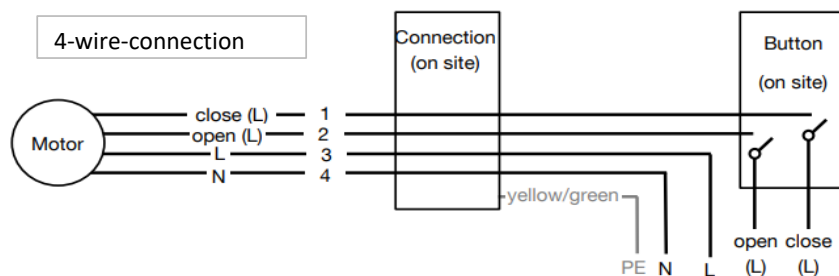 4-wire-connection
Connection
(on site)
Button
(on site)
Motor
close (L) 1
open (L) 2
L 3
N 4
yellow/green
PE N L
open close
(L) (L)